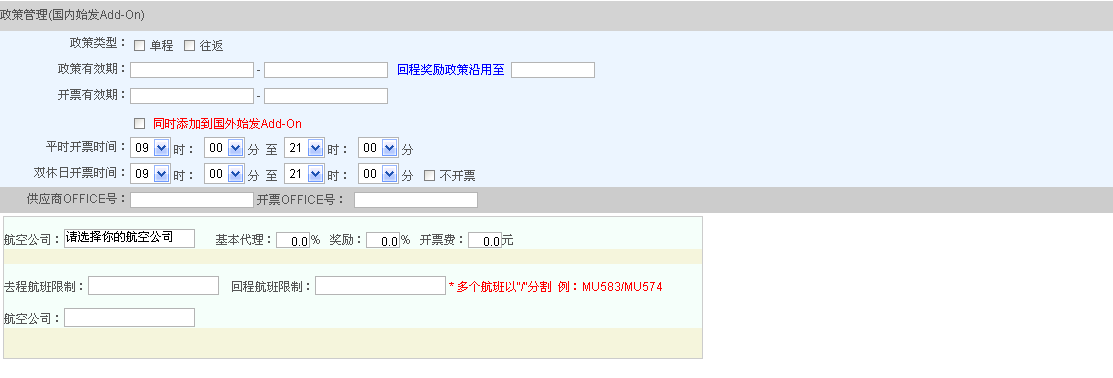 政策管理(国内始发Add-On)
政策类型： 单程 往返
政策有效期： - 回程奖励政策沿用至
开票有效期： -
同时添加到国外始发Add-On
平时开票时间： 09 时： 00 分 至 21 时： 00 分
双休日开票时间： 09 时： 00 分 至 21 时： 00 分 不开票
供应商OFFICE号： 开票OFFICE号：
航空公司： 请选择你的航空公司 基本代理： 0.0 % 奖励： 0.0 % 开票费： 0.0 元
去程航班限制： 回程航班限制： * 多个航班以"/"分割 例：MU583/MU574
航空公司：